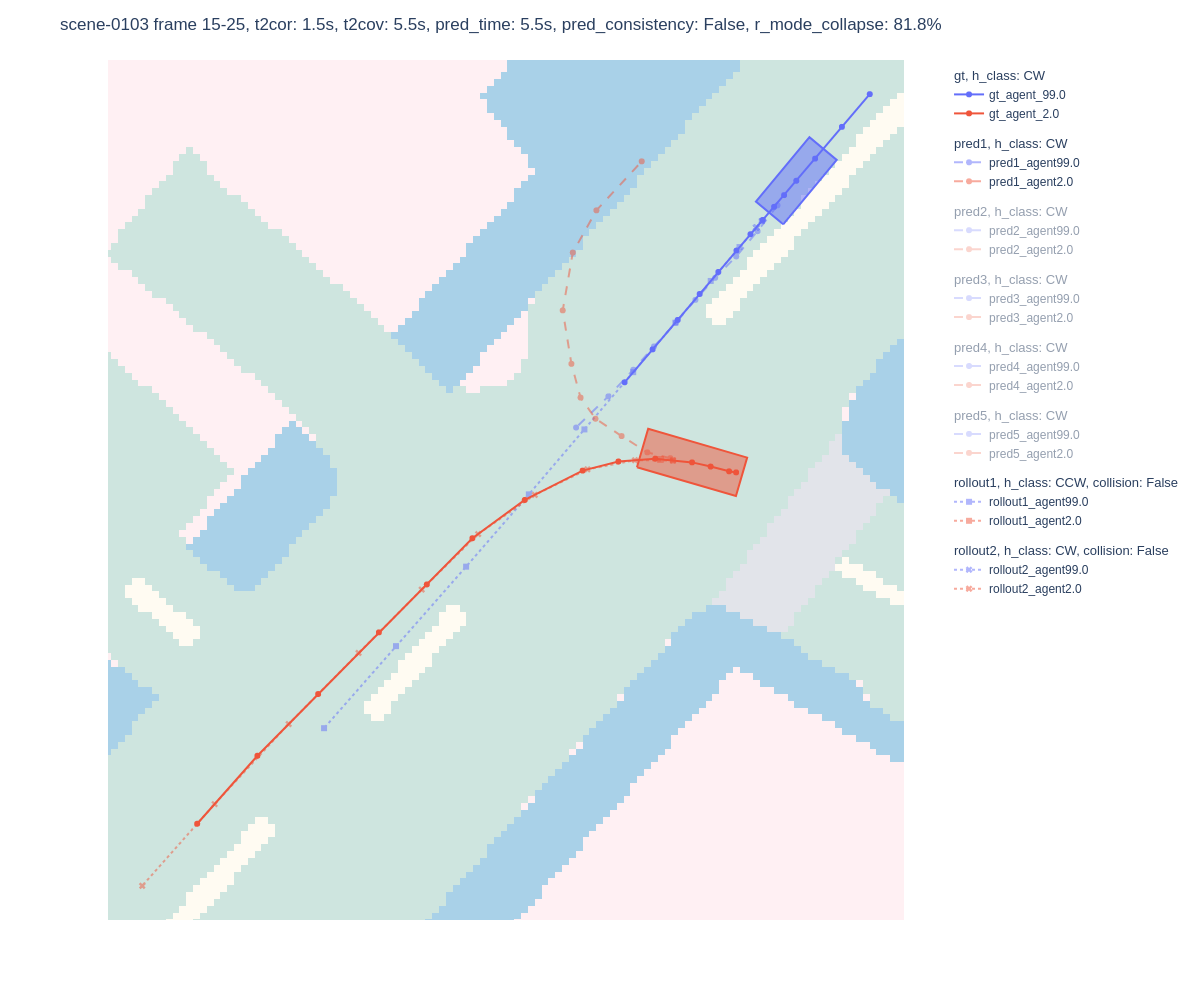 scene-0103 frame 15-25, t2cor: 1.5s, t2cov: 5.5s, pred_time: 5.5s, pred_consistency: False, r_mode_collapse: 81.8%
gt, h_class: CW
gt_agent_99.0
gt_agent_2.0
pred1, h_class: CW
pred1_agent99.0
pred1_agent2.0
pred2, h_class: CW
pred2_agent99.0
pred2_agent2.0
pred3, h_class: CW
pred3_agent99.0
pred3_agent2.0
pred4, h_class: CW
pred4_agent99.0
pred4_agent2.0
pred5, h_class: CW
pred5_agent99.0
pred5_agent2.0
rollout1, h_class: CCW, collision: False
rollout1_agent99.0
rollout1_agent2.0
rollout2, h_class: CW, collision: False
rollout2_agent99.0
rollout2_agent2.0